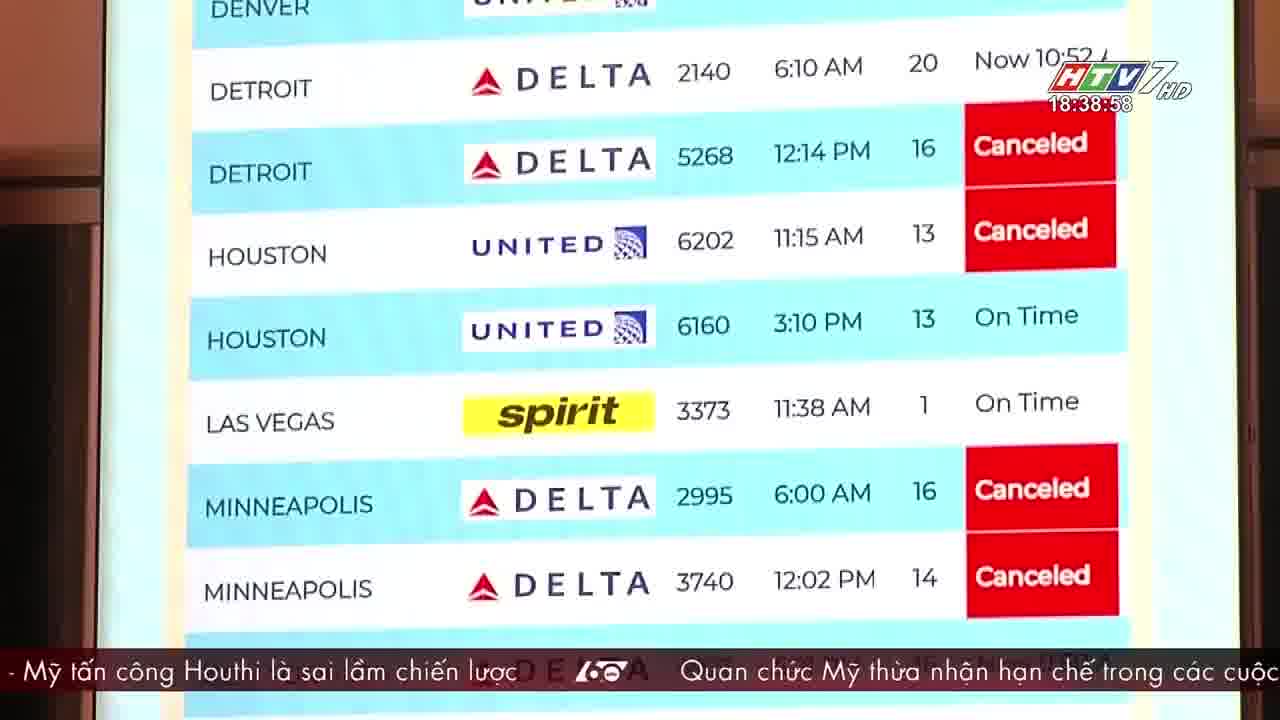 DENVER UNITED
DETROIT DELTA 2140 6:10 AM 20 Now 10:52 A
HTV7 HD
18:38:58
DETROIT DELTA 5268 12:14 PM 16 Canceled
HOUSTON UNITED 6202 11:15 AM 13 Canceled
HOUSTON UNITED 6160 3:10 PM 13 On Time
LAS VEGAS spirit 3373 11:38 AM 1 On Time
MINNEAPOLIS DELTA 2995 6:00 AM 16 Canceled
MINNEAPOLIS DELTA 3740 12:02 PM 14 Canceled
- Mỹ tấn công Houthi là sai lầm chiến lược 60 Quan chức Mỹ thừa nhận hạn chế trong các cuộc